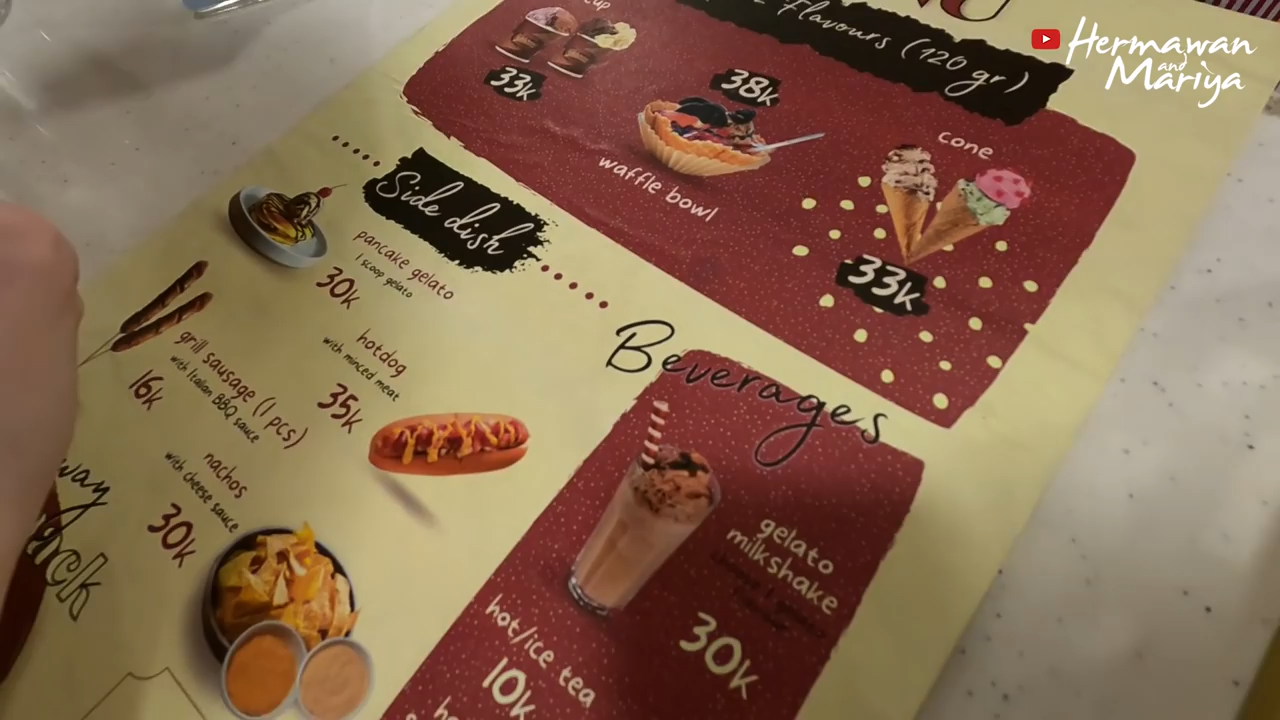 Hermawan
and
Mariya
Flavours (120 gr)
cup
33k
38k
waffle bowl
cone
33k
Side dish
pancake gelato
1 scoop gelato
30k
hotdog
with minced meat
35k
grill sausage (1 pcs)
with Italian BBQ sauce
16k
nachos
with cheese sauce
30k
Beverages
gelato
milkshake
30k
hot/ice tea
10k